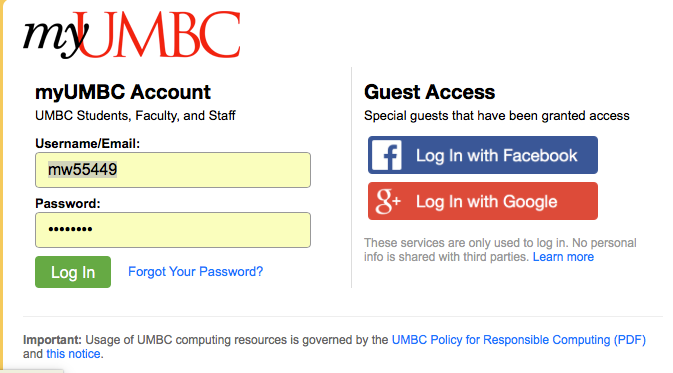 myUMBC
myUMBC Account
UMBC Students, Faculty, and Staff
Username/Email:
mw55449
Password:
••••••••
Log In
Forgot Your Password?
Guest Access
Special guests that have been granted access
Log In with Facebook
g+ Log In with Google
These services are only used to log in. No personal
info is shared with third parties. Learn more
Important: Usage of UMBC computing resources is governed by the UMBC Policy for Responsible Computing (PDF)
and this notice.